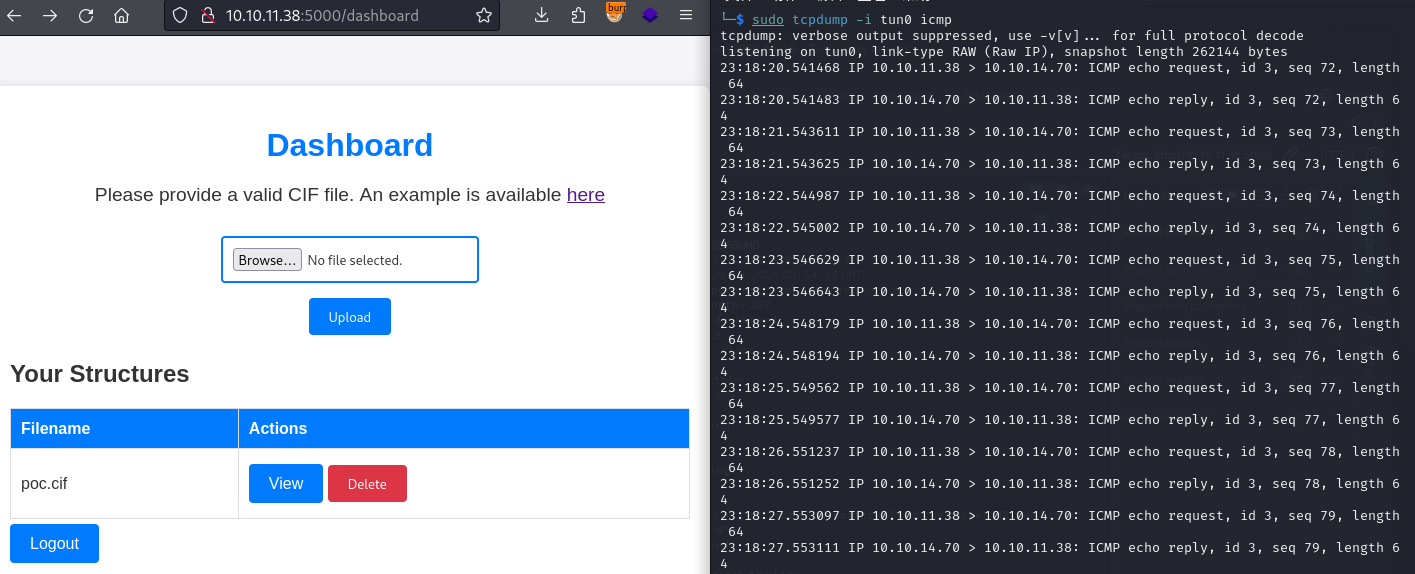 10.10.11.38:5000/dashboard
burp
Dashboard
Please provide a valid CIF file. An example is available here
Browse... No file selected.
Upload
Your Structures
Filename Actions
poc.cif View Delete
Logout
└─$ sudo tcpdump -i tun0 icmp
tcpdump: verbose output suppressed, use -v[v]... for full protocol decode
listening on tun0, link-type RAW (Raw IP), snapshot length 262144 bytes
23:18:20.541468 IP 10.10.11.38 > 10.10.14.70: ICMP echo request, id 3, seq 72, length
64
23:18:20.541483 IP 10.10.14.70 > 10.10.11.38: ICMP echo reply, id 3, seq 72, length 6
4
23:18:21.543611 IP 10.10.11.38 > 10.10.14.70: ICMP echo request, id 3, seq 73, length
64
23:18:21.543625 IP 10.10.14.70 > 10.10.11.38: ICMP echo reply, id 3, seq 73, length 6
4
23:18:22.544987 IP 10.10.11.38 > 10.10.14.70: ICMP echo request, id 3, seq 74, length
64
23:18:22.545002 IP 10.10.14.70 > 10.10.11.38: ICMP echo reply, id 3, seq 74, length 6
4
23:18:23.546629 IP 10.10.11.38 > 10.10.14.70: ICMP echo request, id 3, seq 75, length
64
23:18:23.546643 IP 10.10.14.70 > 10.10.11.38: ICMP echo reply, id 3, seq 75, length 6
4
23:18:24.548179 IP 10.10.11.38 > 10.10.14.70: ICMP echo request, id 3, seq 76, length
64
23:18:24.548194 IP 10.10.14.70 > 10.10.11.38: ICMP echo reply, id 3, seq 76, length 6
4
23:18:25.549562 IP 10.10.11.38 > 10.10.14.70: ICMP echo request, id 3, seq 77, length
64
23:18:25.549577 IP 10.10.14.70 > 10.10.11.38: ICMP echo reply, id 3, seq 77, length 6
4
23:18:26.551237 IP 10.10.11.38 > 10.10.14.70: ICMP echo request, id 3, seq 78, length
64
23:18:26.551252 IP 10.10.14.70 > 10.10.11.38: ICMP echo reply, id 3, seq 78, length 6
4
23:18:27.553097 IP 10.10.11.38 > 10.10.14.70: ICMP echo request, id 3, seq 79, length
64
23:18:27.553111 IP 10.10.14.70 > 10.10.11.38: ICMP echo reply, id 3, seq 79, length 6
4